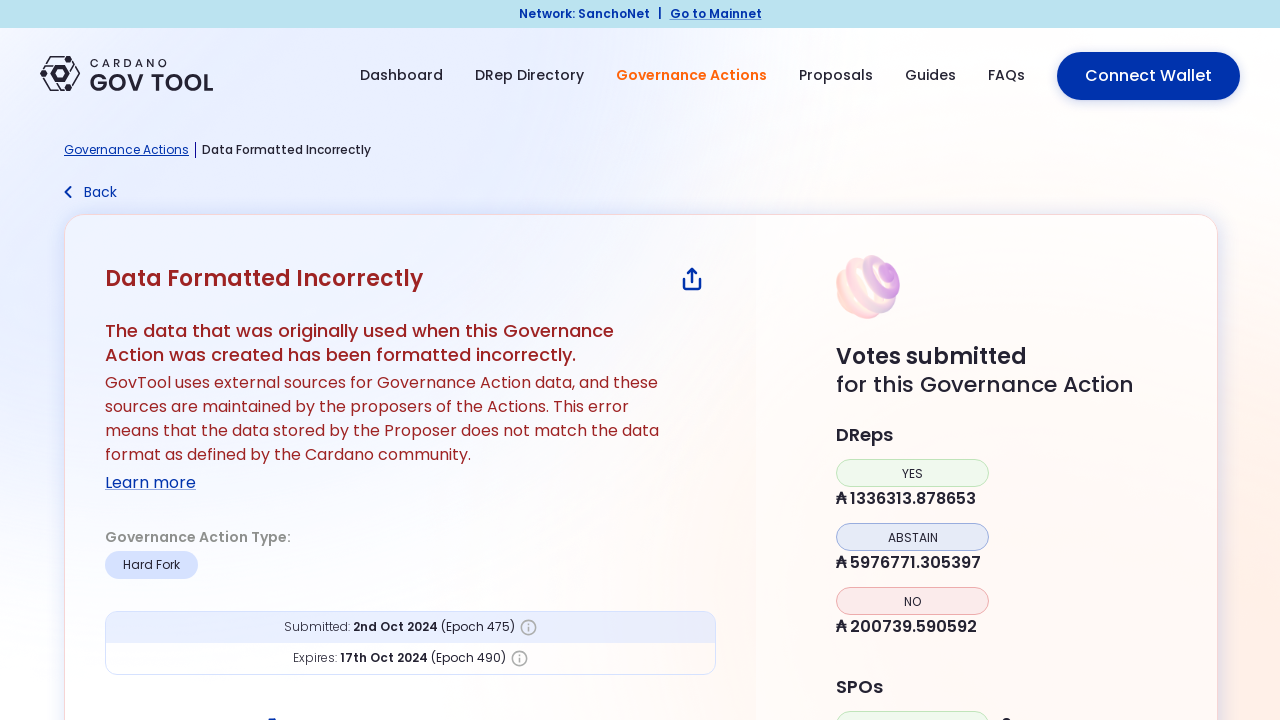 Network: SanchoNet | Go to Mainnet
CARDANO
GOV TOOL
Dashboard
DRep Directory
Governance Actions
Proposals
Guides
FAQs
Connect Wallet
Governance Actions | Data Formatted Incorrectly
Back
Data Formatted Incorrectly
The data that was originally used when this Governance
Action was created has been formatted incorrectly.
GovTool uses external sources for Governance Action data, and these
sources are maintained by the proposers of the Actions. This error
means that the data stored by the Proposer does not match the data
format as defined by the Cardano community.
Learn more
Governance Action Type:
Hard Fork
Submitted: 2nd Oct 2024 (Epoch 475)
Expires: 17th Oct 2024 (Epoch 490)
Votes submitted
for this Governance Action
DReps
YES
₳ 1336313.878653
ABSTAIN
₳ 5976771.305397
NO
₳ 200739.590592
SPOs